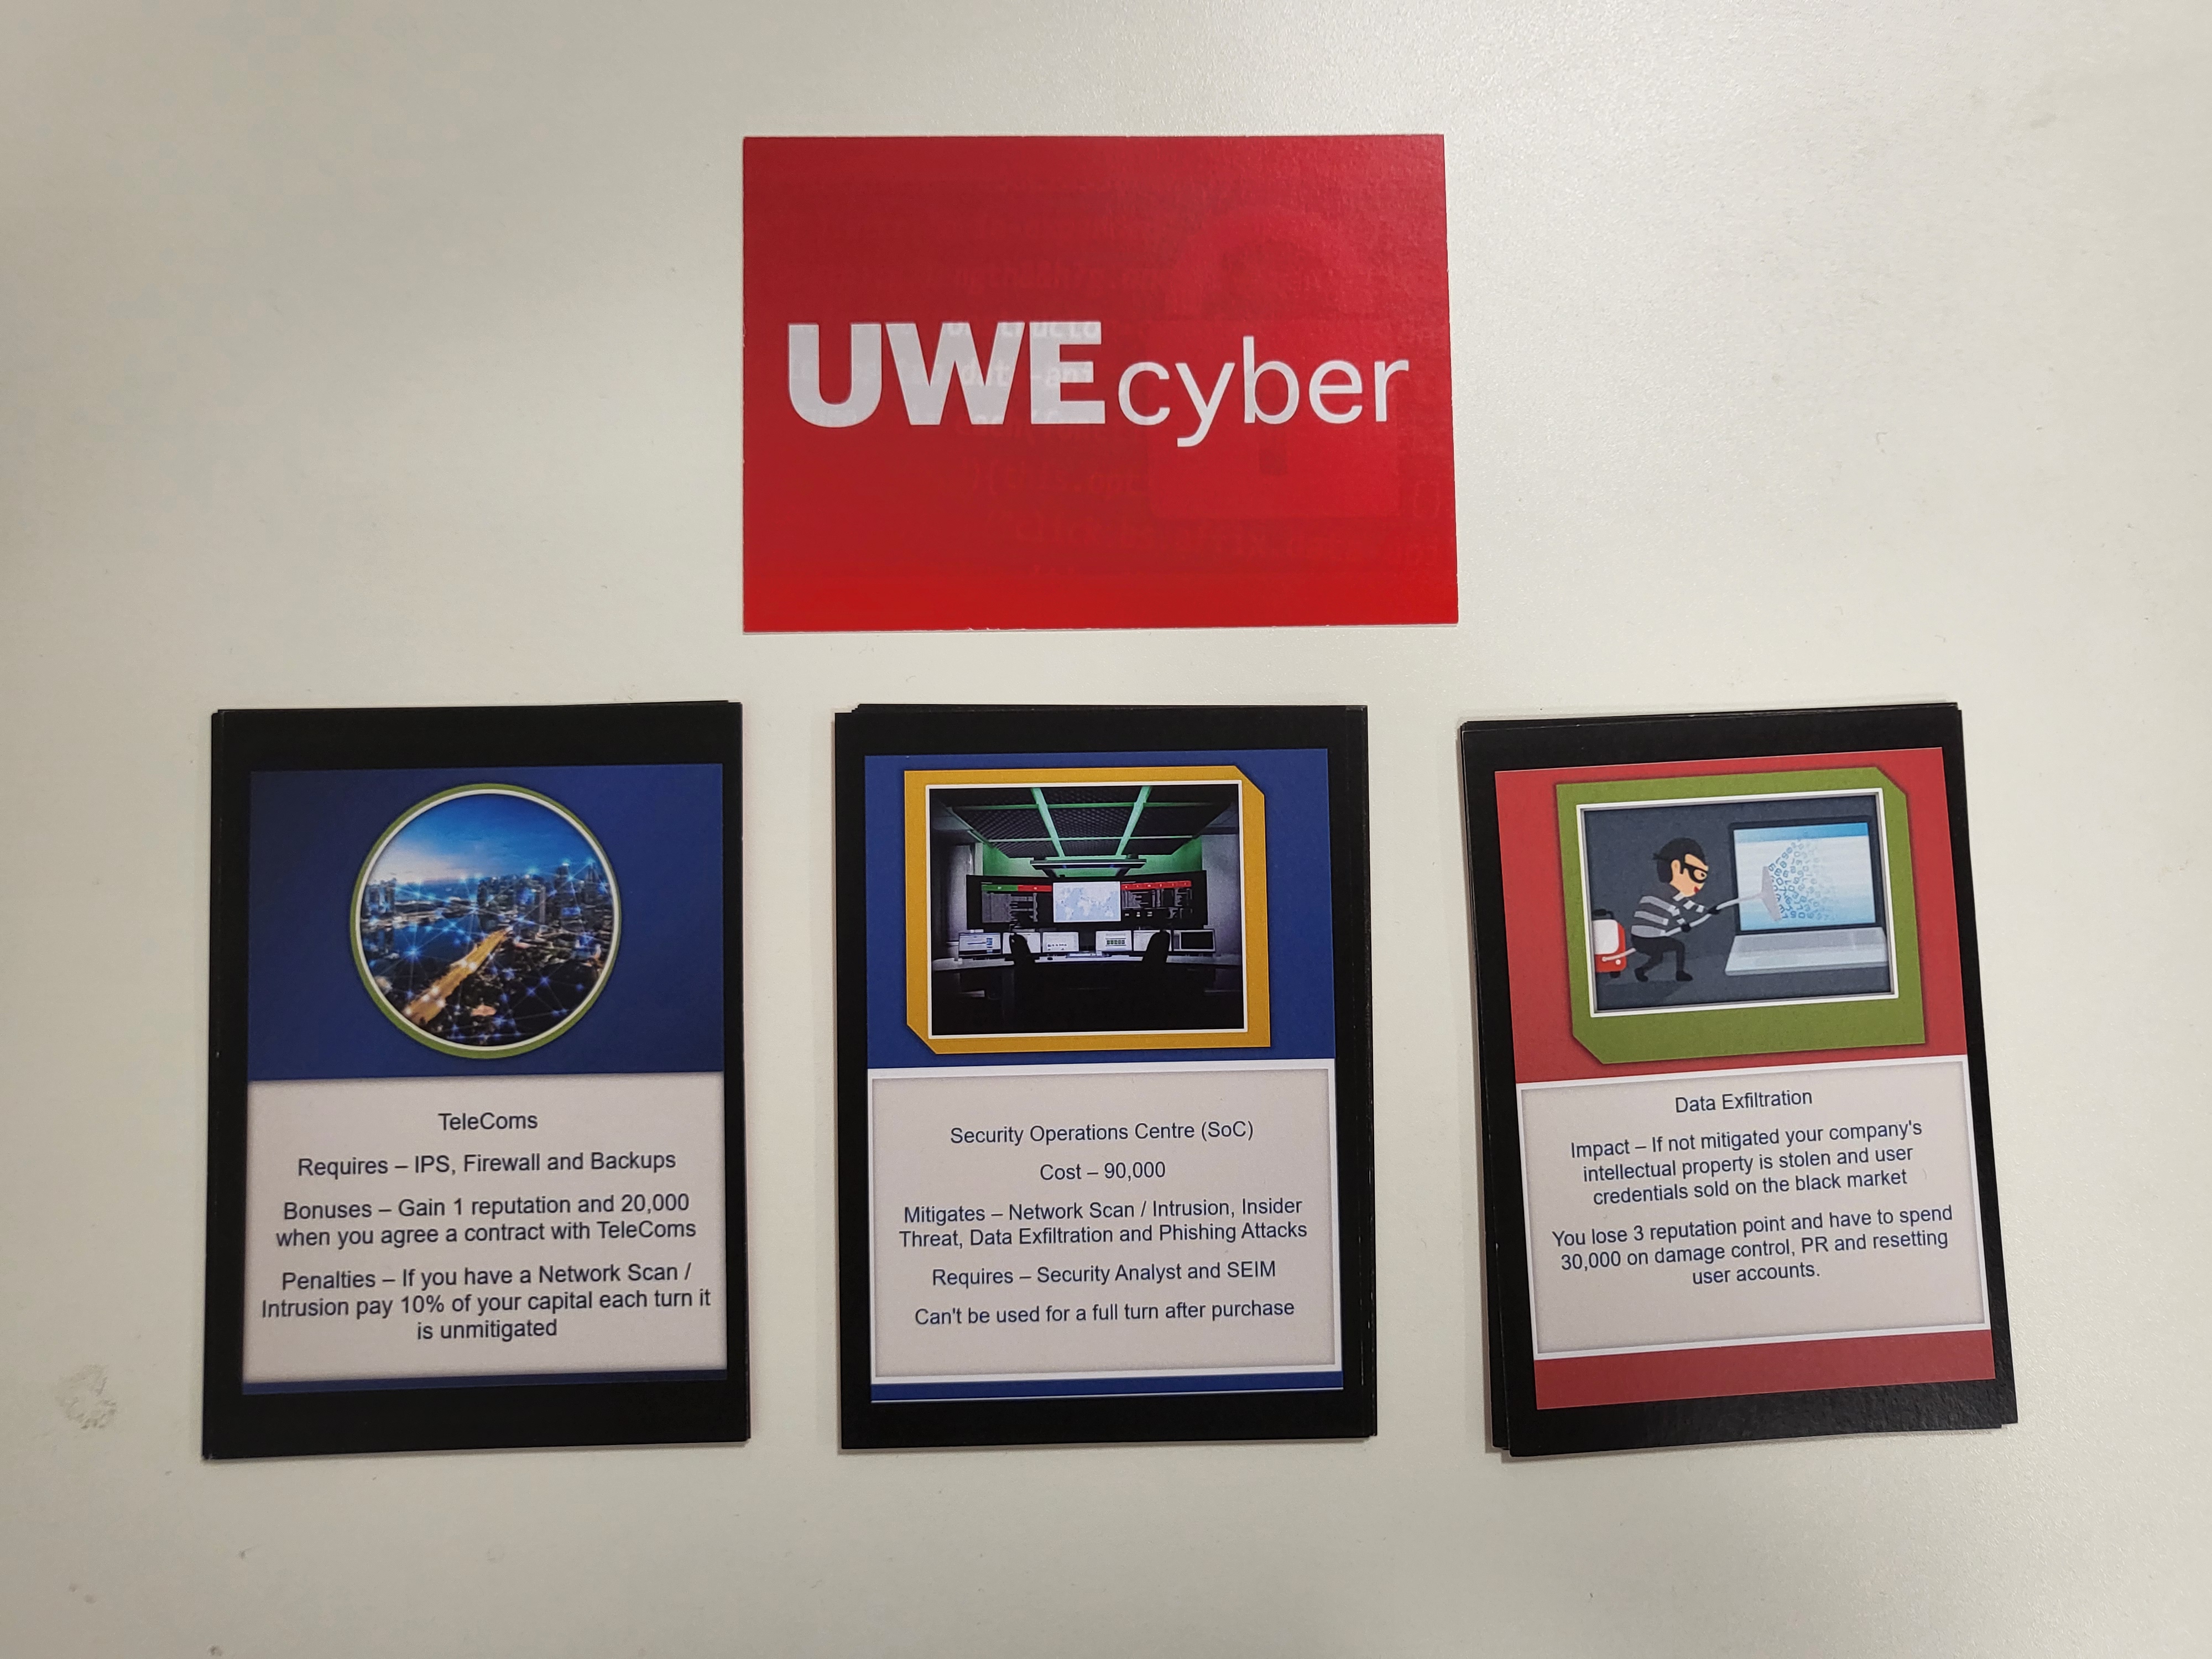 UWEcyber
TeleComs
Requires – IPS, Firewall and Backups
Bonuses – Gain 1 reputation and 20,000
when you agree a contract with TeleComs
Penalties – If you have a Network Scan /
Intrusion pay 10% of your capital each turn it
is unmitigated
Security Operations Centre (SoC)
Cost – 90,000
Mitigates – Network Scan / Intrusion, Insider
Threat, Data Exfiltration and Phishing Attacks
Requires – Security Analyst and SEIM
Can't be used for a full turn after purchase
Data Exfiltration
Impact – If not mitigated your company's
intellectual property is stolen and user
credentials sold on the black market
You lose 3 reputation point and have to spend
30,000 on damage control, PR and resetting
user accounts.